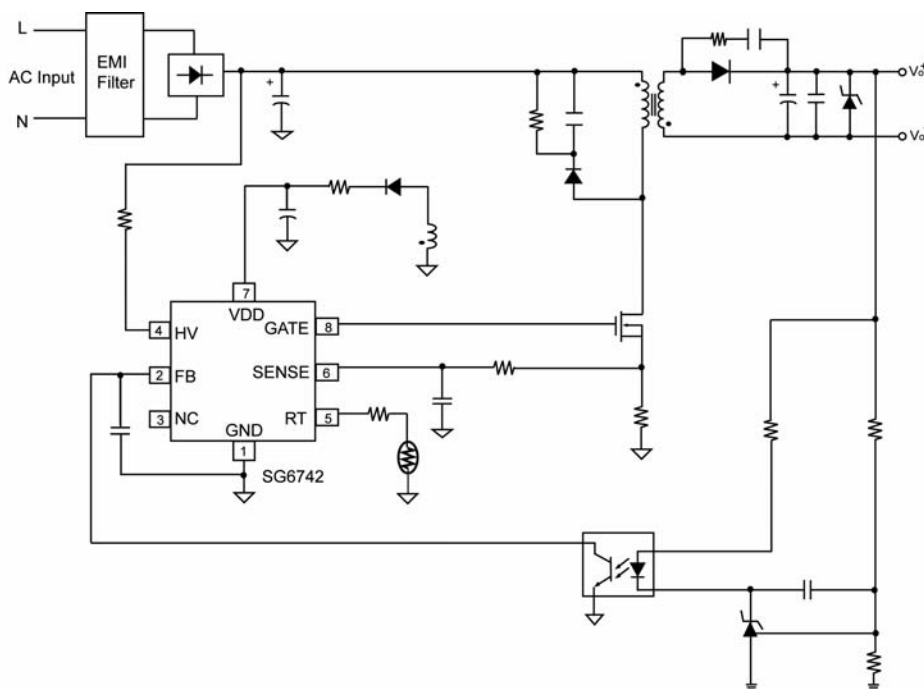 L
EMI
Filter
AC Input
N
+
+
Vo+
Vo
7
VDD
4 HV
GATE 8
2 FB
SENSE 6
3 NC
RT 5
GND
1
SG6742